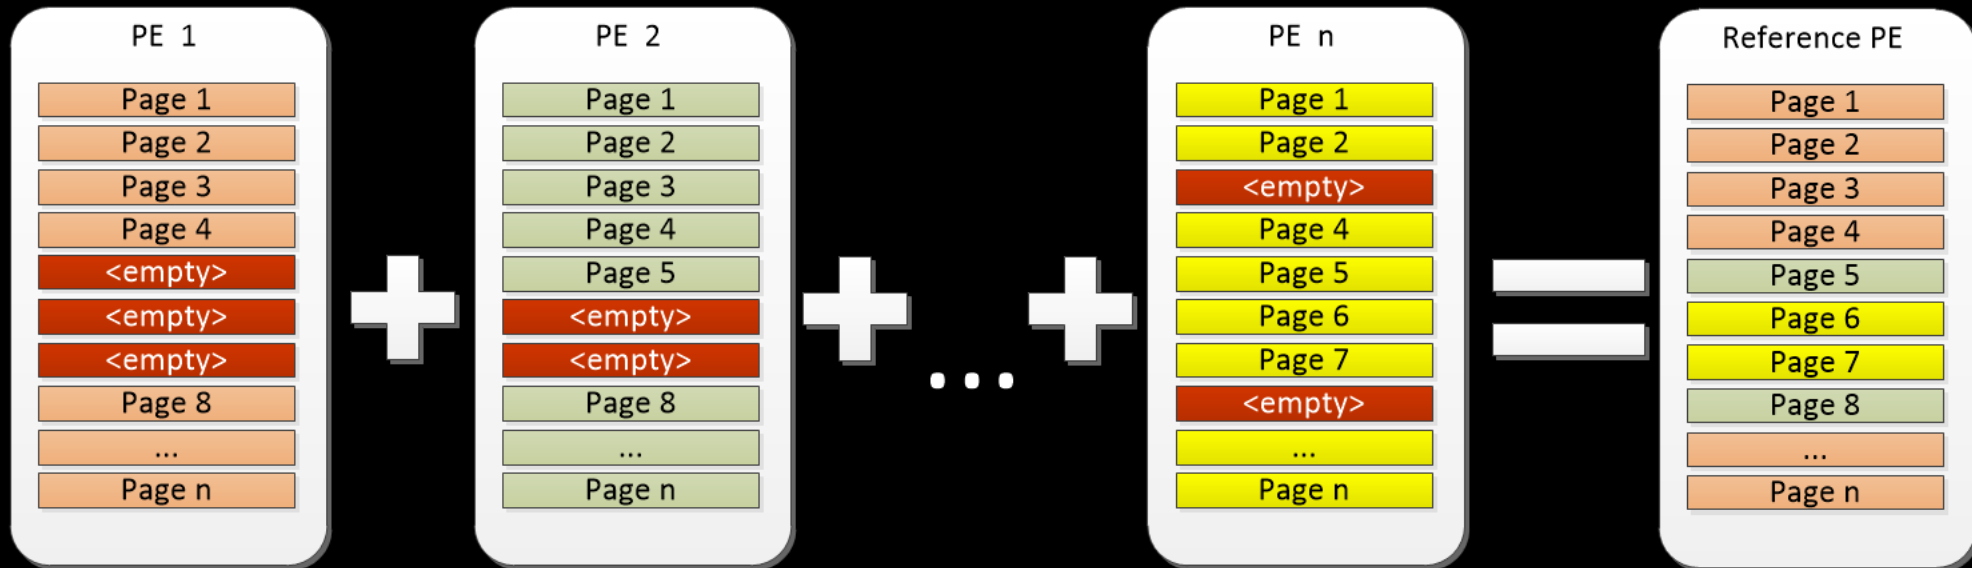 PE 1
Page 1
Page 2
Page 3
Page 4
<empty>
<empty>
<empty>
Page 8
...
Page n
PE 2
Page 1
Page 2
Page 3
Page 4
Page 5
<empty>
<empty>
Page 8
...
Page n
...
PE n
Page 1
Page 2
<empty>
Page 4
Page 5
Page 6
Page 7
<empty>
...
Page n
Reference PE
Page 1
Page 2
Page 3
Page 4
Page 5
Page 6
Page 7
Page 8
...
Page n